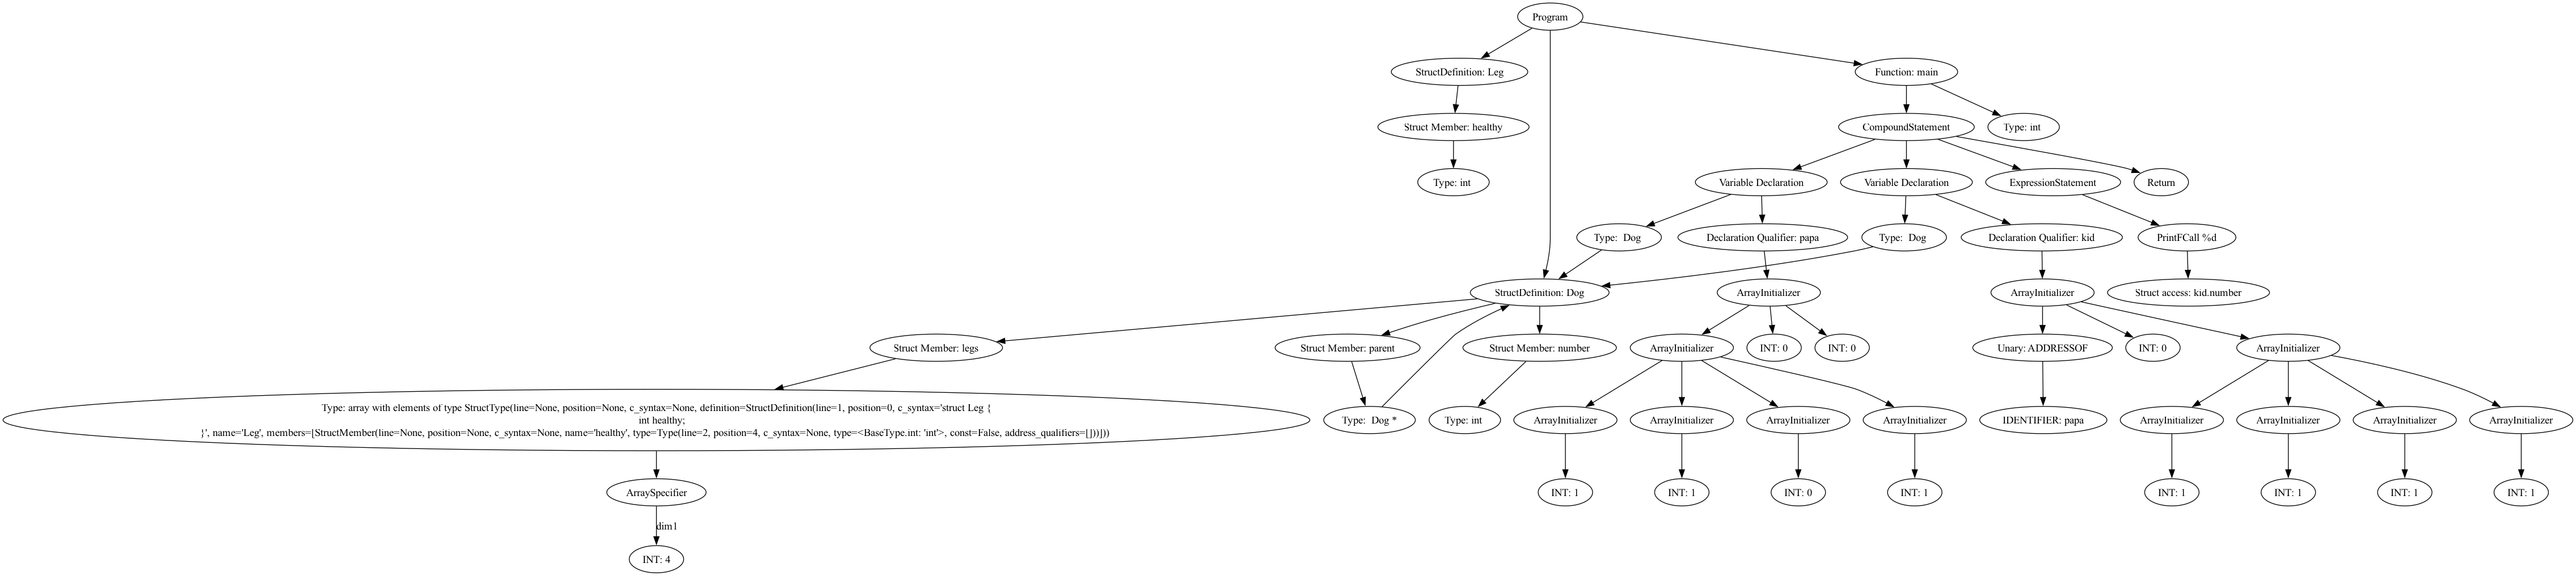 Program
StructDefinition: Leg
Function: main
Struct Member: healthy
CompoundStatement
Type: int
Type: int
Variable Declaration
Variable Declaration
ExpressionStatement
Return
Type:  Dog
Declaration Qualifier: papa
Type:  Dog
Declaration Qualifier: kid
PrintFCall %d
StructDefinition: Dog
ArrayInitializer
ArrayInitializer
Struct access: kid.number
Struct Member: legs
Struct Member: parent
Struct Member: number
ArrayInitializer
INT: 0
INT: 0
Unary: ADDRESSOF
INT: 0
ArrayInitializer
Type: array with elements of type StructType(line=None, position=None, c_syntax=None, definition=StructDefinition(line=1, position=0, c_syntax='struct Leg {
int healthy;
}', name='Leg', members=[StructMember(line=None, position=None, c_syntax=None, name='healthy', type=Type(line=2, position=4, c_syntax=None, type=<BaseType.int: 'int'>, const=False, address_qualifiers=[]))]))
Type:  Dog *
Type: int
ArrayInitializer
ArrayInitializer
ArrayInitializer
ArrayInitializer
IDENTIFIER: papa
ArrayInitializer
ArrayInitializer
ArrayInitializer
ArrayInitializer
ArraySpecifier
INT: 1
INT: 1
INT: 0
INT: 1
INT: 1
INT: 1
INT: 1
INT: 1
dim1
INT: 4